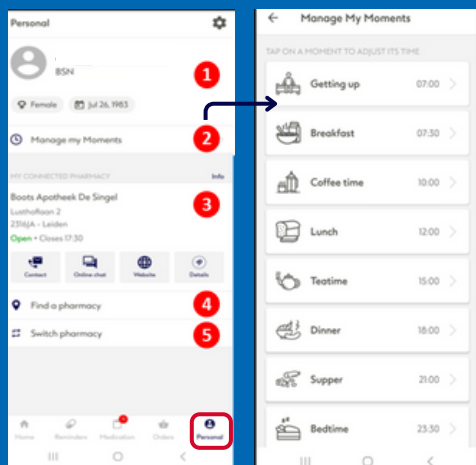 Personal
BSN
1
Female
Jul 26, 1983
Manage my Moments
2
MY CONNECTED PHARMACY
Info
Boots Apotheek De Singel
3
Lusthoflaan 2
2316JA - Leiden
Open • Closes 17:30
Contact
Online chat
Website
Details
Find a pharmacy
4
Switch pharmacy
5
Home
Reminders
Medication
Orders
Personal
Manage My Moments
TAP ON A MOMENT TO ADJUST ITS TIME
Getting up 07:00
Breakfast 07:30
Coffee time 10:00
Lunch 12:00
Teatime 15:00
Dinner 18:00
Supper 21:00
Bedtime 23:30